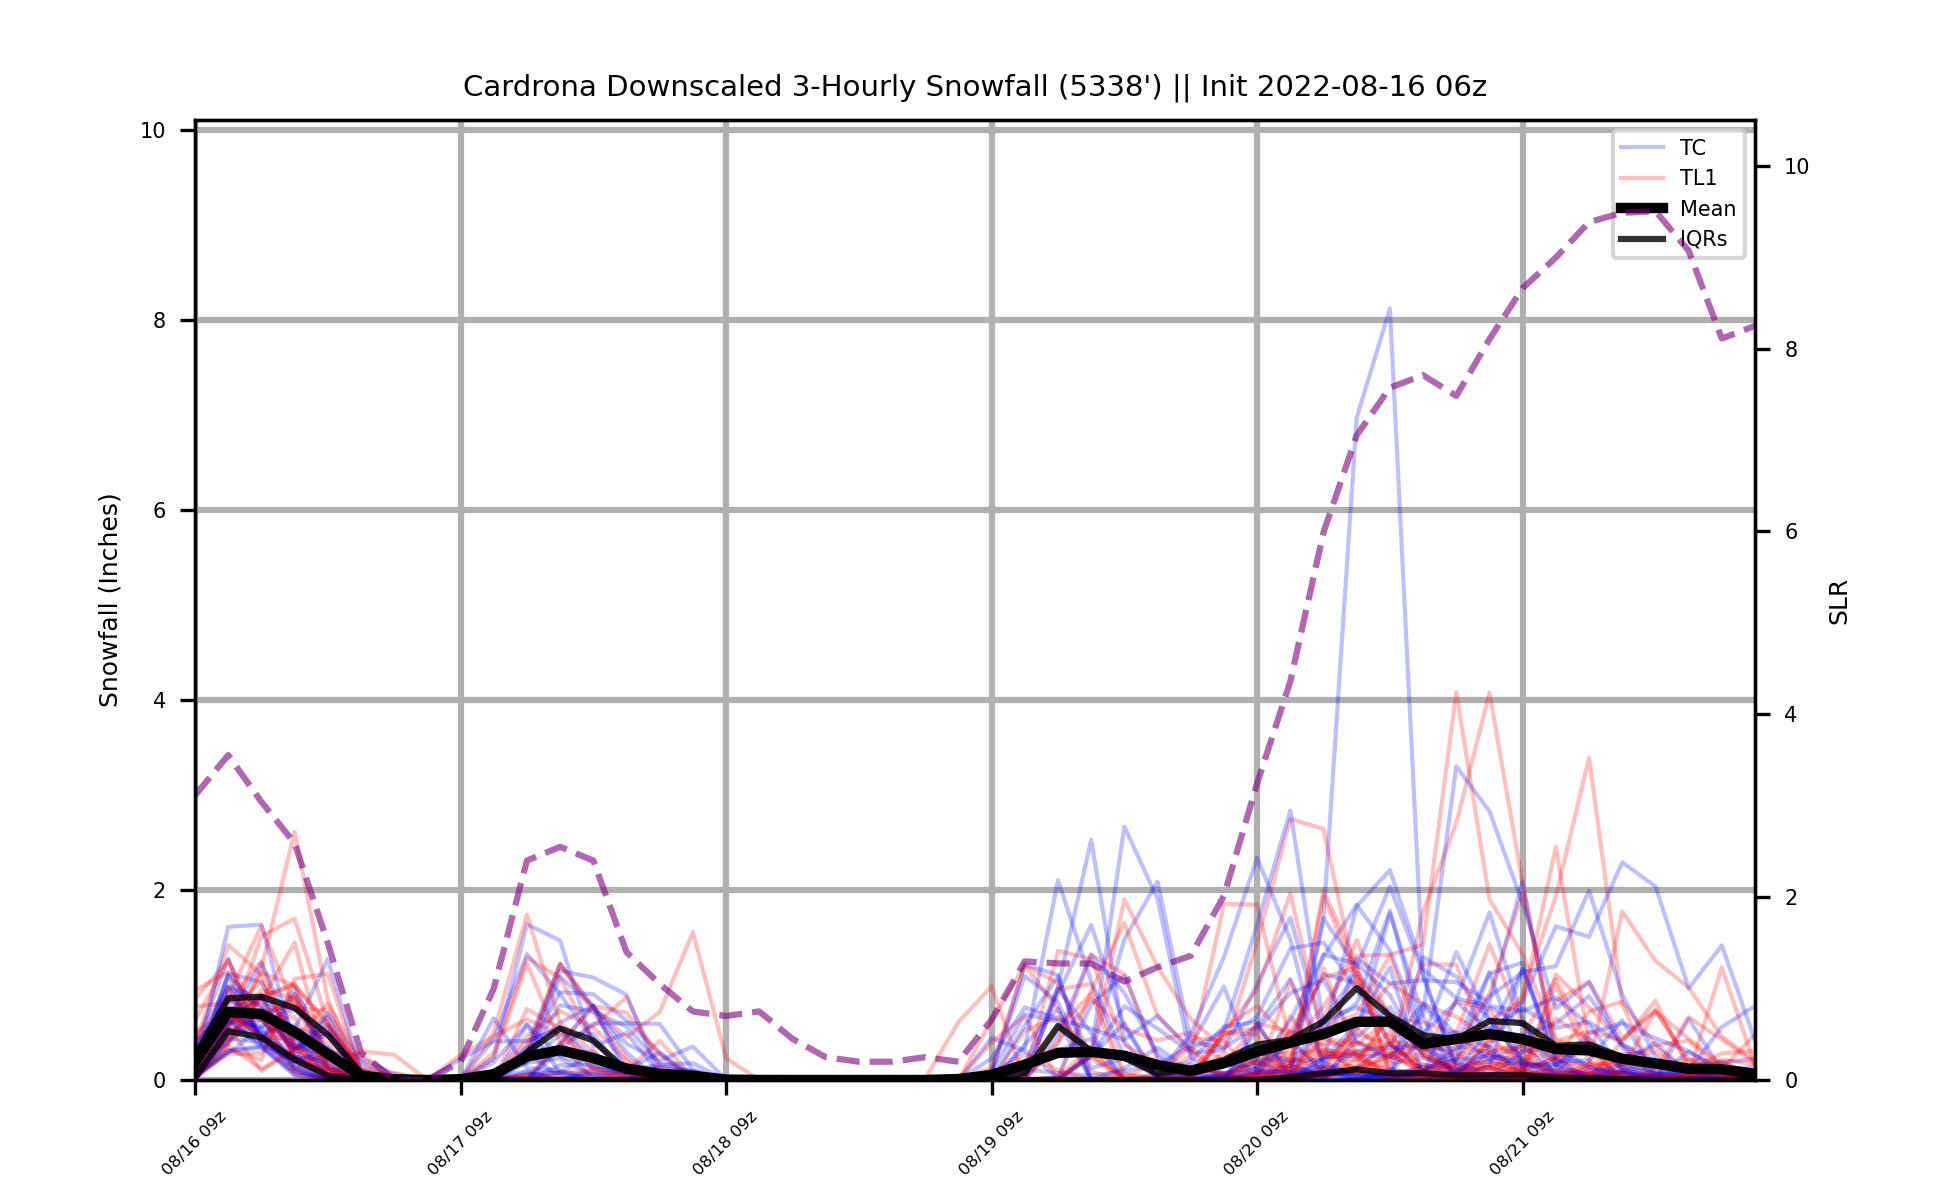 Cardrona Downscaled 3-Hourly Snowfall (5338') || Init 2022-08-16 06z
TC
TL1
Mean
IQRs
10
8
6
4
2
0
Snowfall (Inches)
10
8
6
4
2
0
SLR
08/16 09z
08/17 09z
08/18 09z
08/19 09z
08/20 09z
08/21 09z